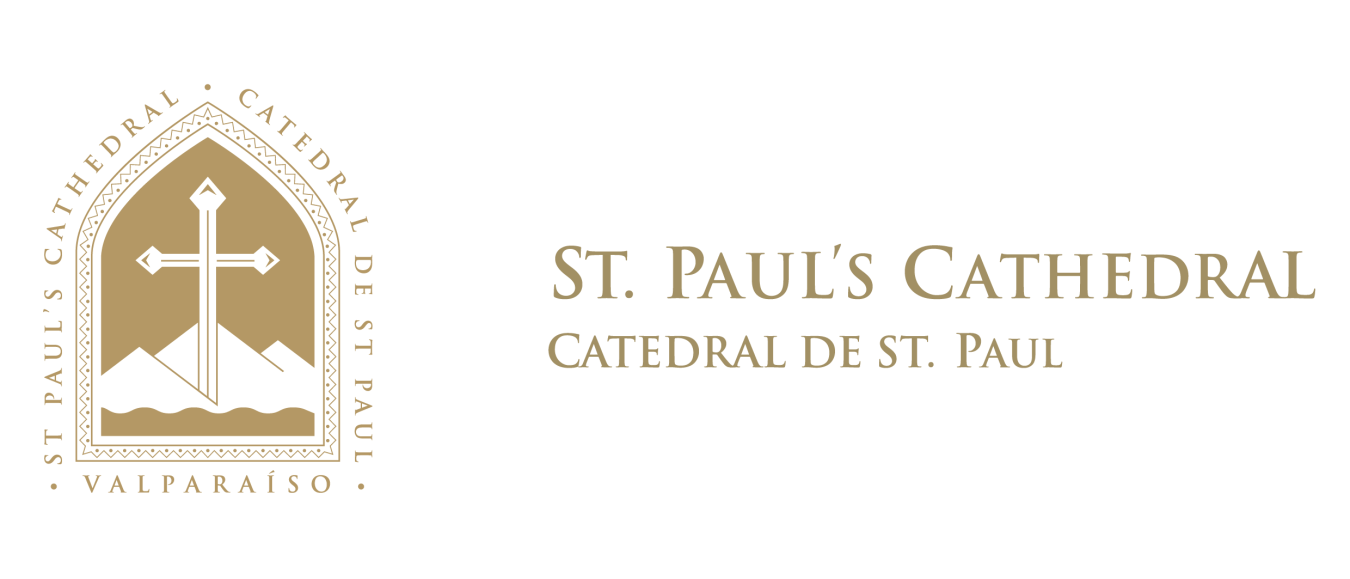 ST PAUL'S CATHEDRAL · CATEDRAL DE ST PAUL
· VALPARAÍSO ·
ST. PAUL'S CATHEDRAL
CATEDRAL DE ST. PAUL